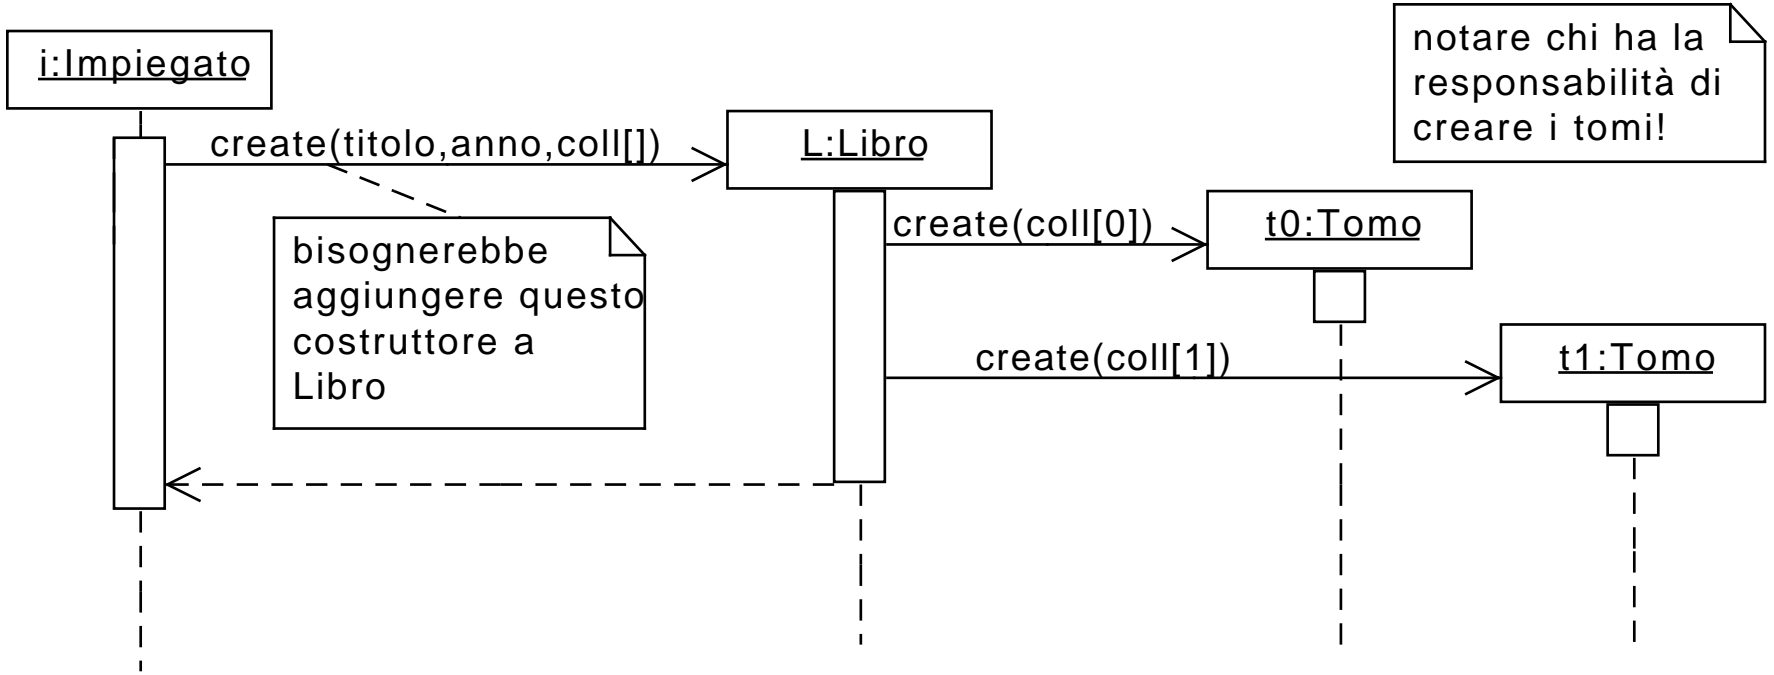 i:Impiegato
create(titolo,anno,coll[])
L:Libro
notare chi ha la
responsabilità di
creare i tomi!
bisognerebbe
aggiungere questo
costruttore a
Libro
create(coll[0])
t0:Tomo
create(coll[1])
t1:Tomo